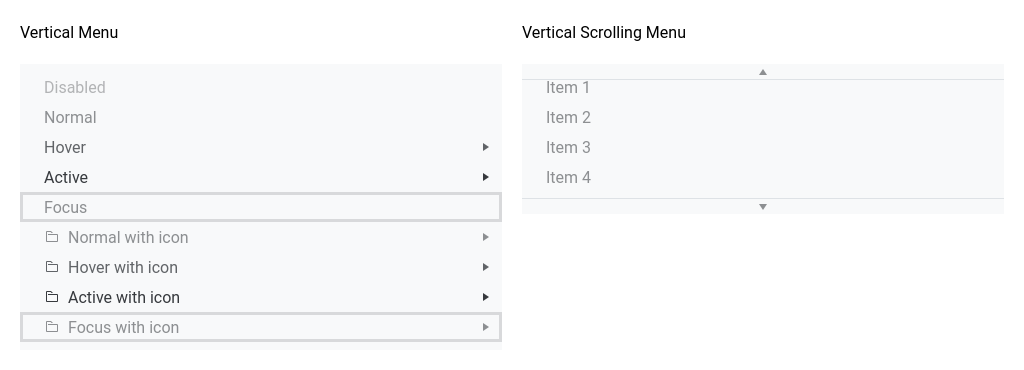 Vertical Menu
Disabled
Normal
Hover
Active
Focus
Normal with icon
Hover with icon
Active with icon
Focus with icon
Vertical Scrolling Menu
Item 1
Item 2
Item 3
Item 4